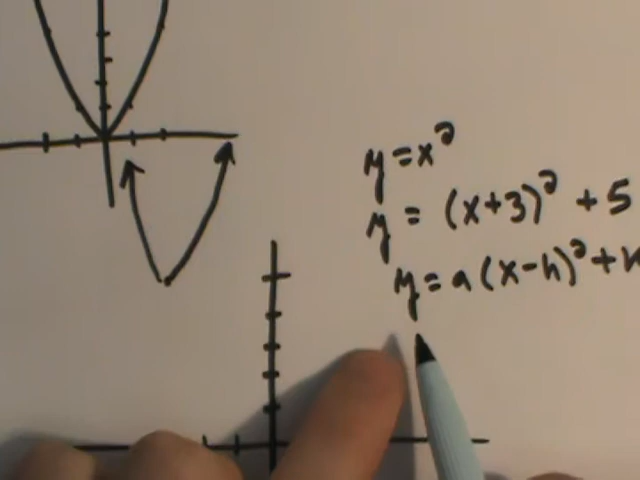 y = x²
y = (x+3)² + 5
y = a(x-h)² + k